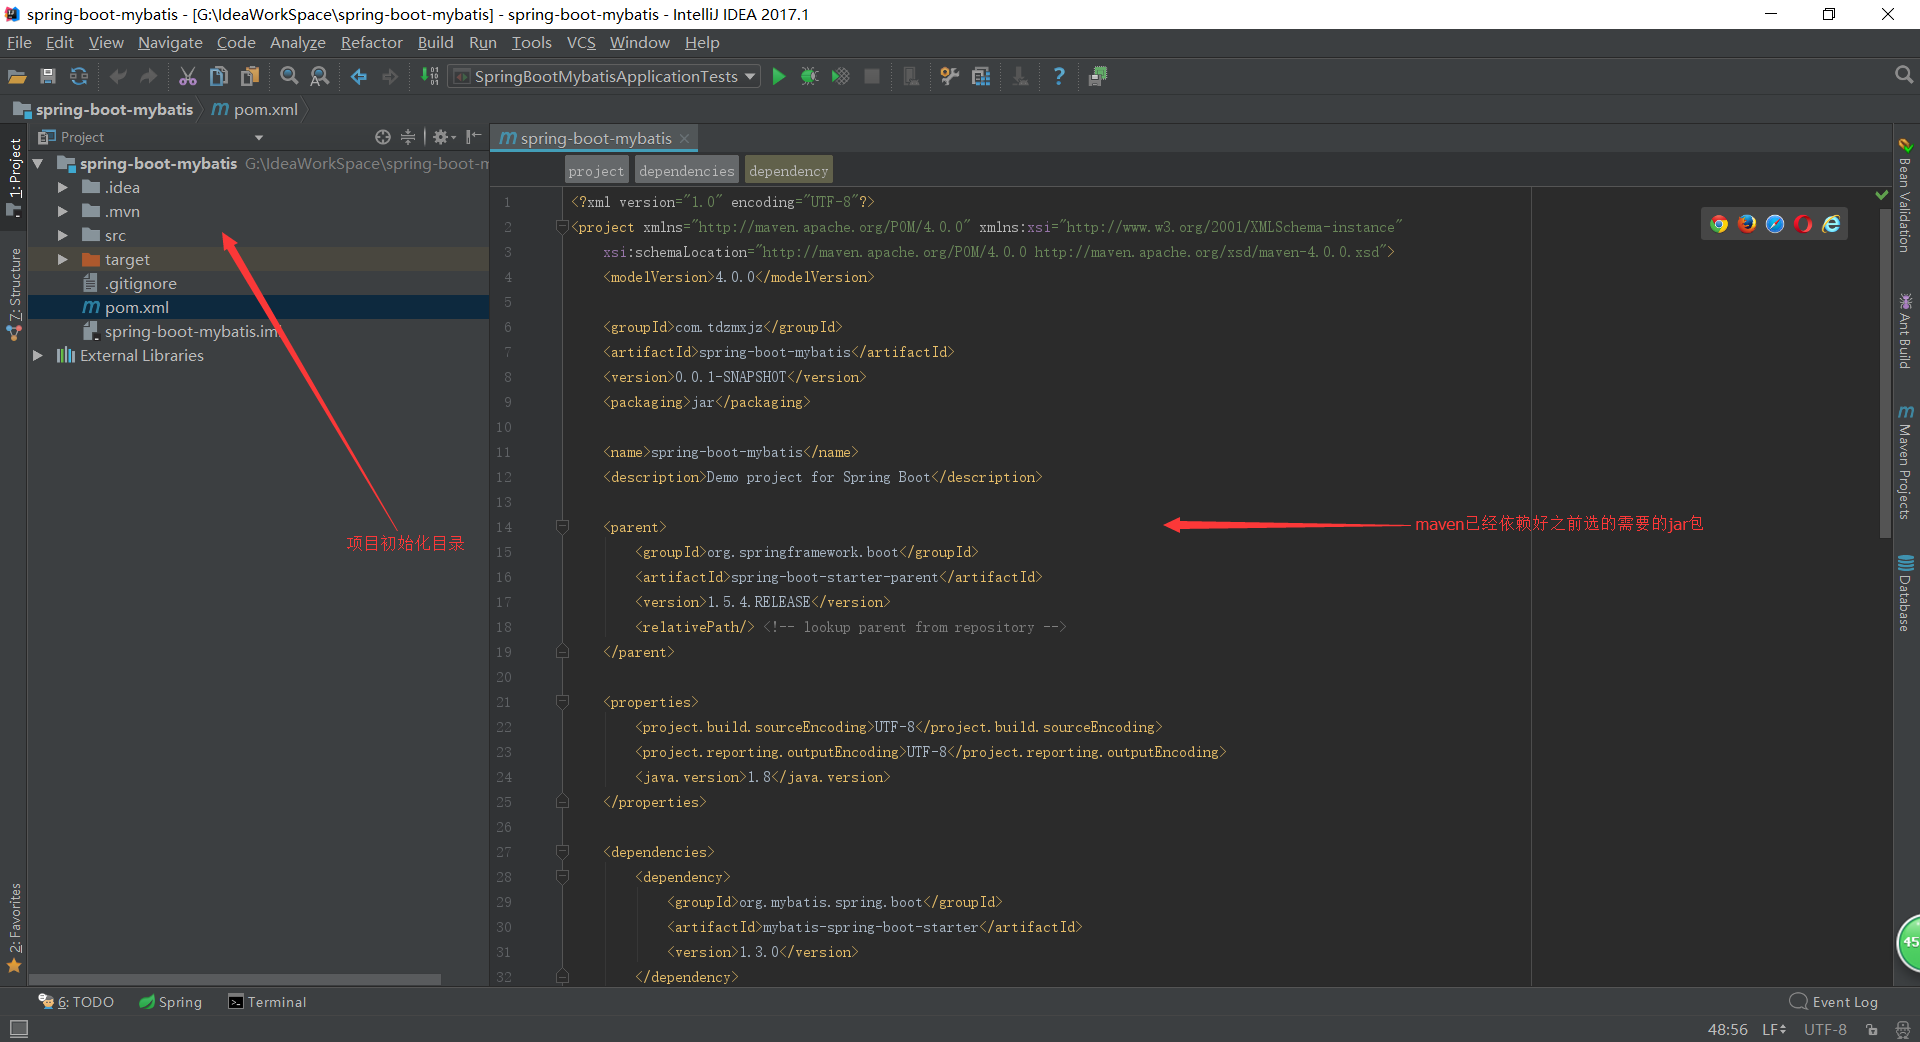 spring-boot-mybatis - [G:\IdeaWorkSpace\spring-boot-mybatis] - spring-boot-mybatis - IntelliJ IDEA 2017.1
File Edit View Navigate Code Analyze Refactor Build Run Tools VCS Window Help
SpringBootMybatisApplicationTests
spring-boot-mybatis pom.xml
Project
spring-boot-mybatis G:\IdeaWorkSpace\spring-boot-m
.idea
.mvn
src
target
.gitignore
pom.xml
spring-boot-mybatis.iml
External Libraries
项目初始化目录
1: Project
7: Structure
2: Favorites
spring-boot-mybatis
project dependencies dependency
1 <?xml version="1.0" encoding="UTF-8"?>
2 <project xmlns="http://maven.apache.org/POM/4.0.0" xmlns:xsi="http://www.w3.org/2001/XMLSchema-instance"
3 xsi:schemaLocation="http://maven.apache.org/POM/4.0.0 http://maven.apache.org/xsd/maven-4.0.0.xsd">
4 <modelVersion>4.0.0</modelVersion>
5
6 <groupId>com.tdzmxjz</groupId>
7 <artifactId>spring-boot-mybatis</artifactId>
8 <version>0.0.1-SNAPSHOT</version>
9 <packaging>jar</packaging>
10
11 <name>spring-boot-mybatis</name>
12 <description>Demo project for Spring Boot</description>
13
14 <parent>
15 <groupId>org.springframework.boot</groupId>
16 <artifactId>spring-boot-starter-parent</artifactId>
17 <version>1.5.4.RELEASE</version>
18 <relativePath/> <!-- lookup parent from repository -->
19 </parent>
20
21 <properties>
22 <project.build.sourceEncoding>UTF-8</project.build.sourceEncoding>
23 <project.reporting.outputEncoding>UTF-8</project.reporting.outputEncoding>
24 <java.version>1.8</java.version>
25 </properties>
26
27 <dependencies>
28 <dependency>
29 <groupId>org.mybatis.spring.boot</groupId>
30 <artifactId>mybatis-spring-boot-starter</artifactId>
31 <version>1.3.0</version>
32 </dependency>
maven已经依赖好之前选的需要的jar包
Bean Validation
Ant Build
Maven Projects
Database
45
6: TODO Spring Terminal Event Log
48:56 LF UTF-8